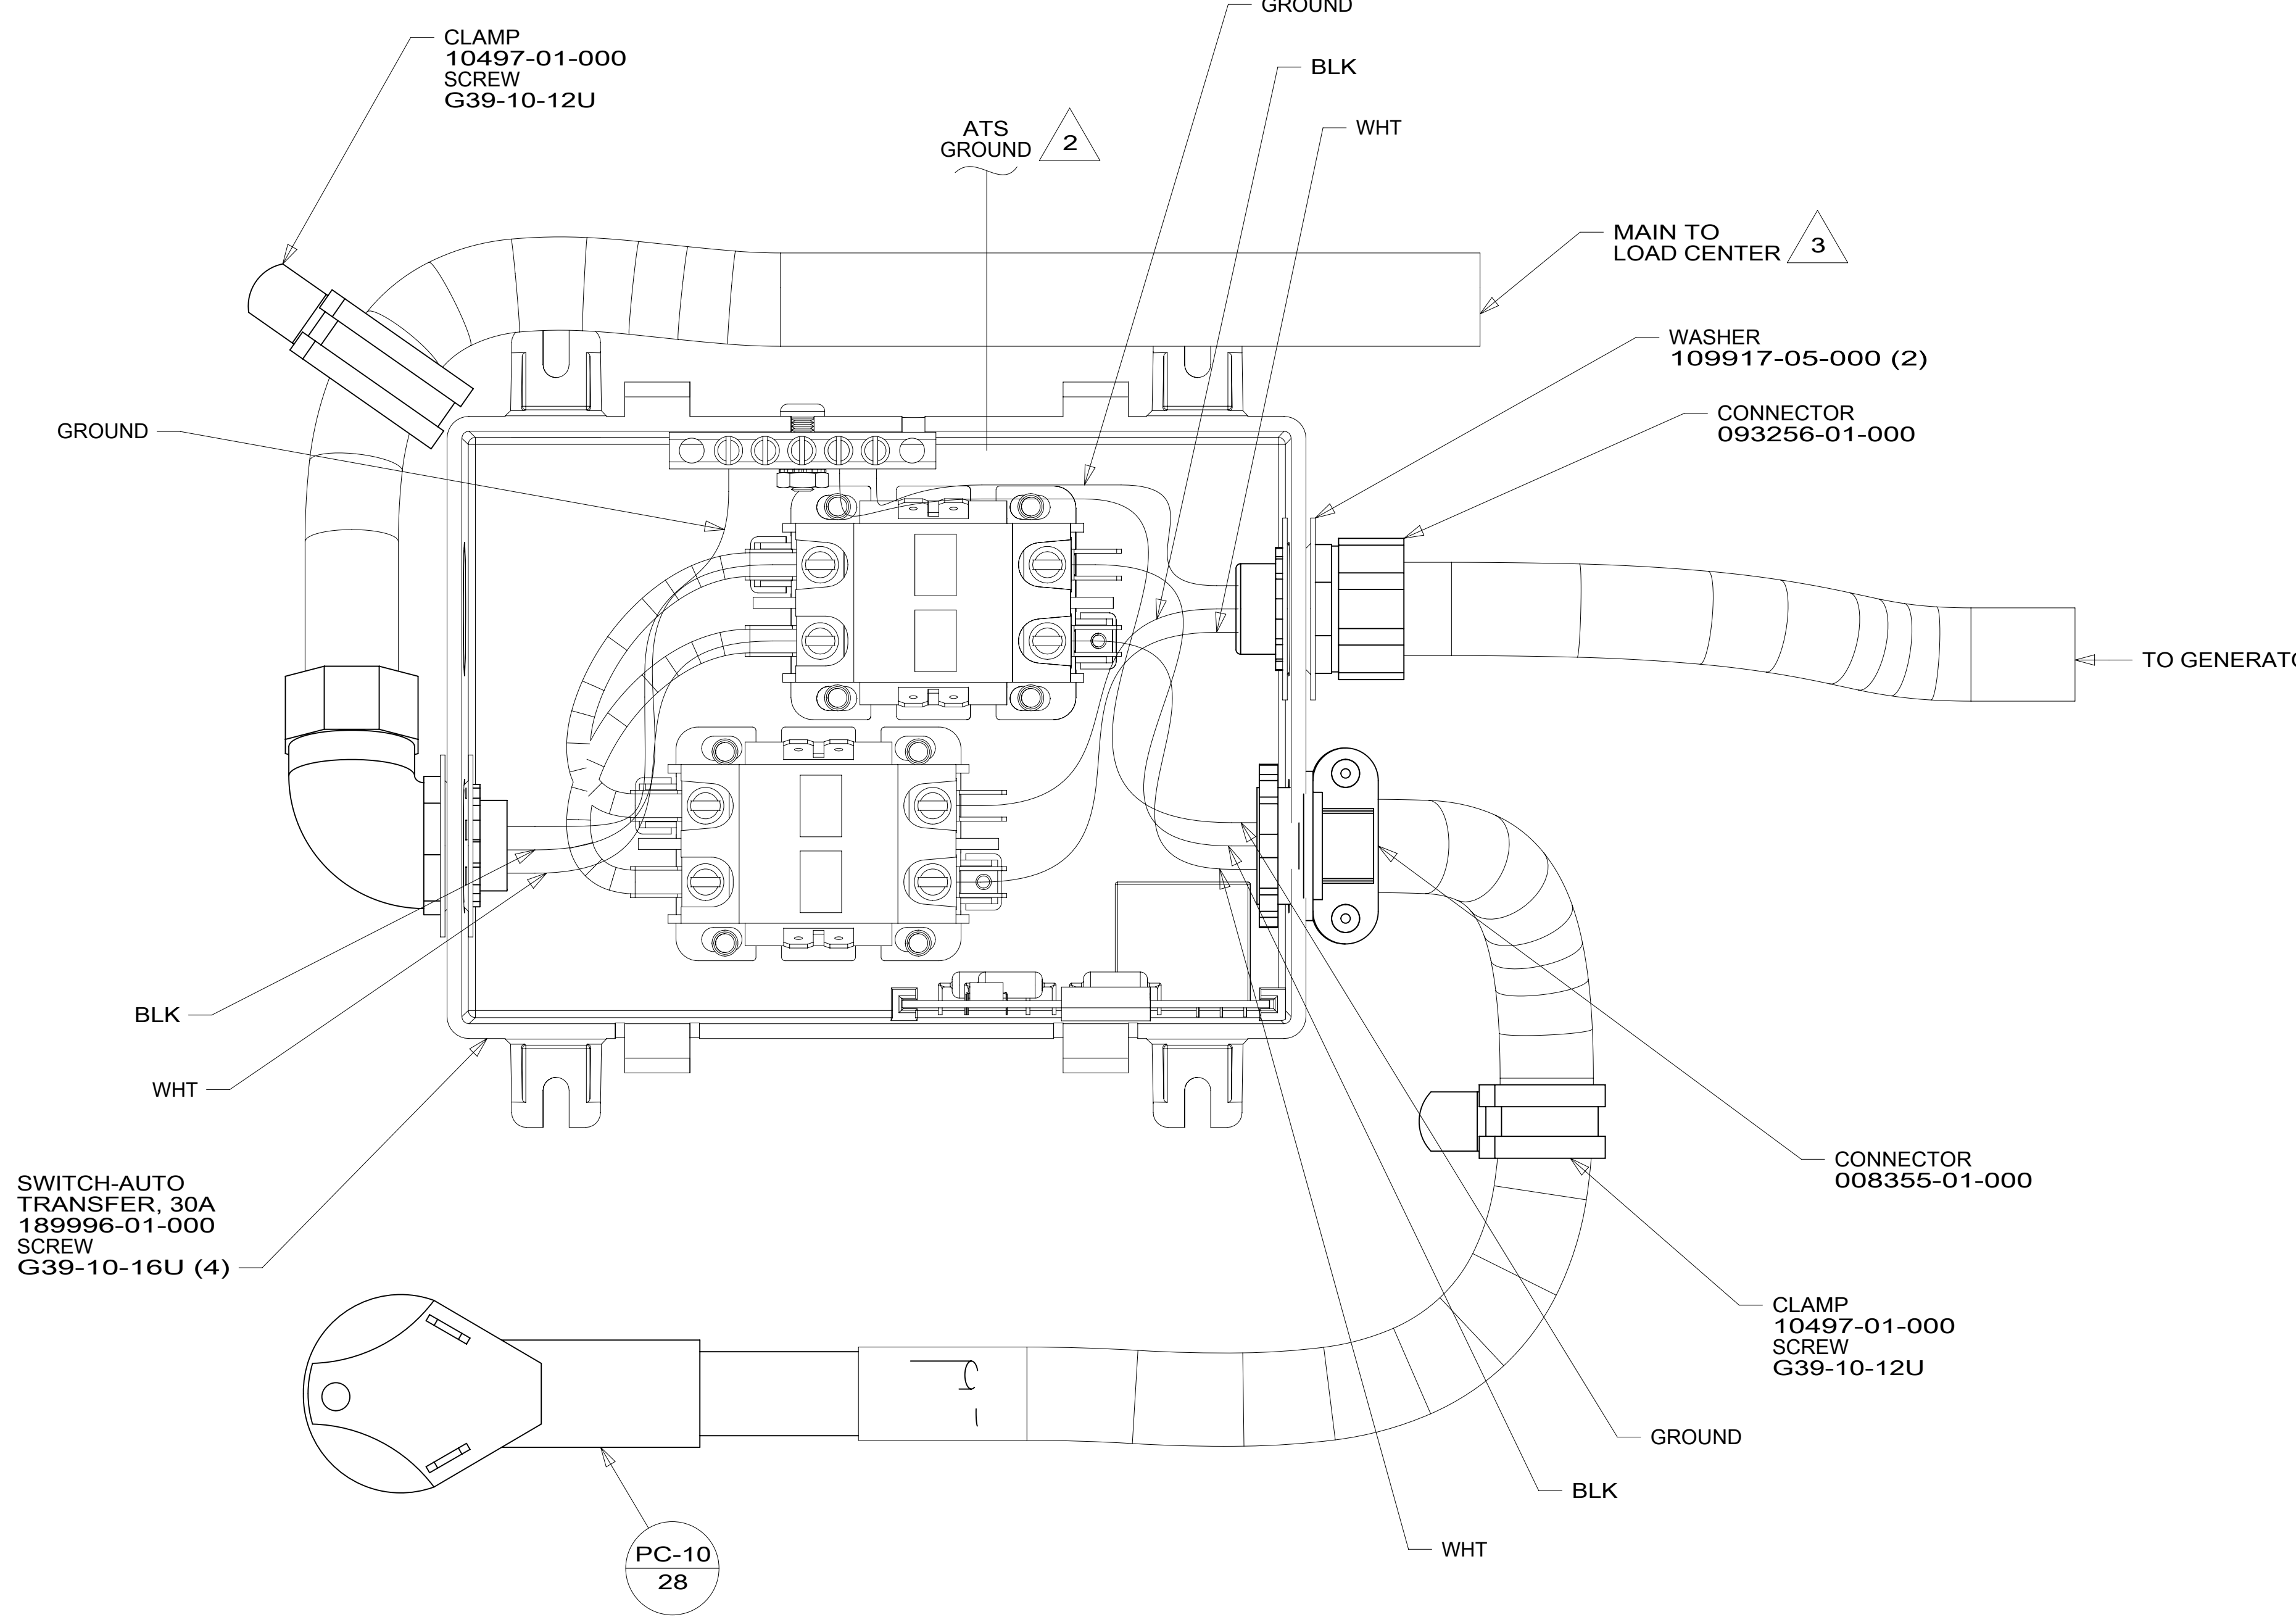 GROUND
CLAMP
10497-01-000
SCREW
G39-10-12U
BLK
ATS
GROUND
2
WHT
MAIN TO
LOAD CENTER
3
WASHER
109917-05-000 (2)
CONNECTOR
093256-01-000
GROUND
TO GENERATO
BLK
WHT
CONNECTOR
008355-01-000
SWITCH-AUTO
TRANSFER, 30A
189996-01-000
SCREW
G39-10-16U (4)
CLAMP
10497-01-000
SCREW
G39-10-12U
GROUND
BLK
WHT
PC-10
28